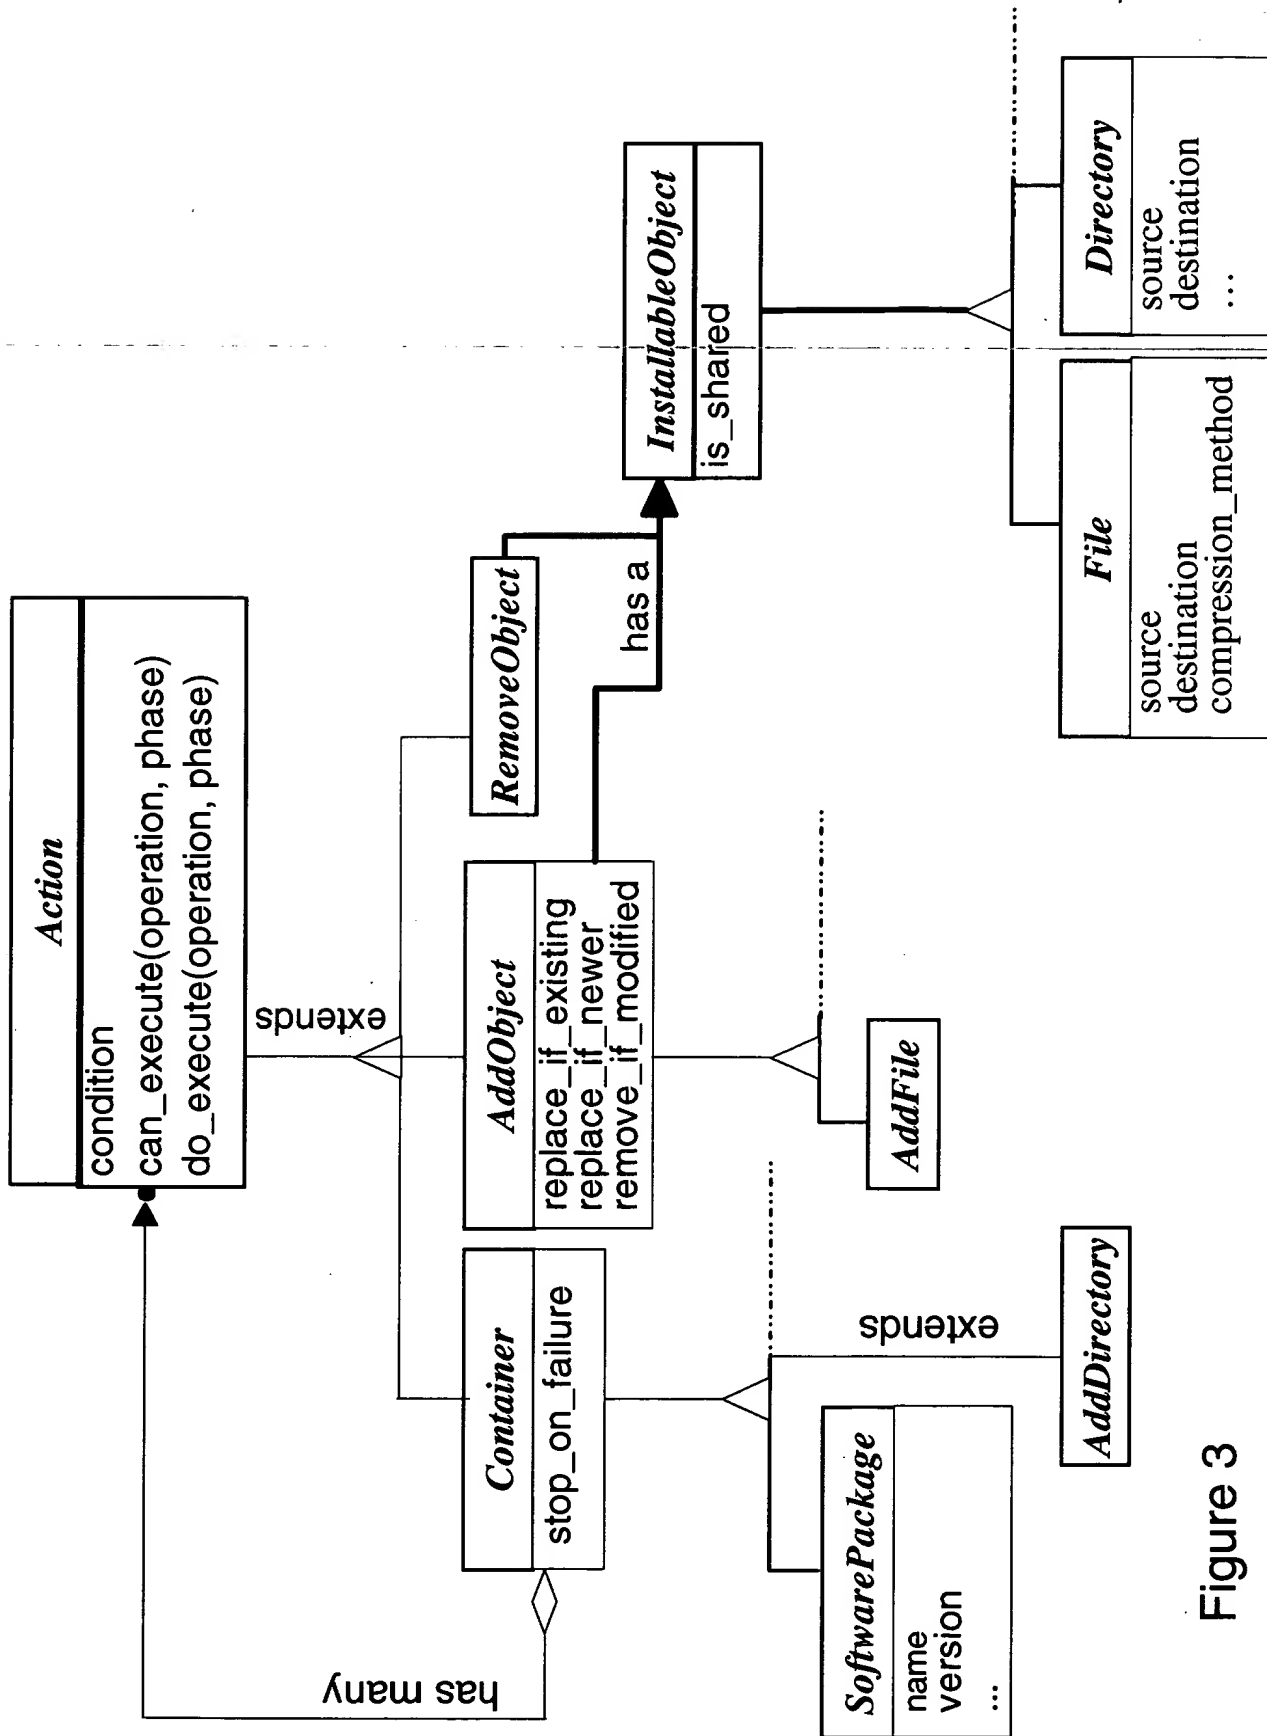 Action
condition
can_execute(operation, phase)
do_execute(operation, phase)
has many
extends
Container
stop_on_failure
AddObject
replace_if_existing
replace_if_newer
remove_if_modified
RemoveObject
has a
InstallableObject
is_shared
SoftwarePackage
name
version
...
extends
AddDirectory
AddFile
File
source
destination
compression_method
Directory
source
destination
...
Figure 3